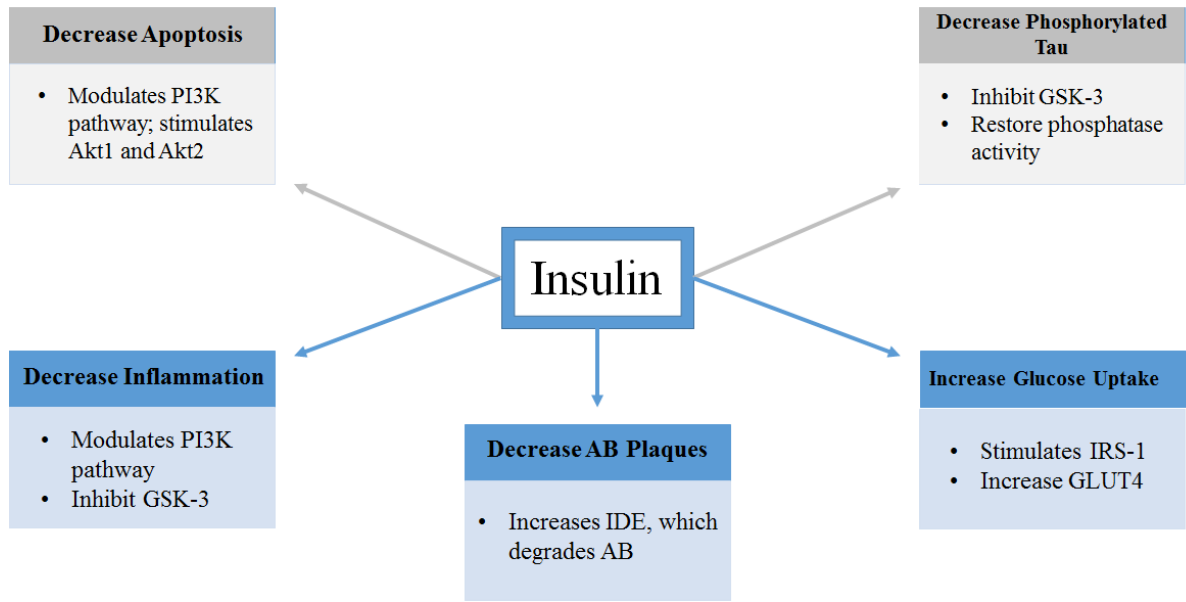 Decrease Apoptosis
• Modulates PI3K
pathway; stimulates
Akt1 and Akt2
Decrease Phosphorylated
Tau
• Inhibit GSK-3
• Restore phosphatase
activity
Insulin
Decrease Inflammation
• Modulates PI3K
pathway
• Inhibit GSK-3
Decrease AB Plaques
• Increases IDE, which
degrades AB
Increase Glucose Uptake
• Stimulates IRS-1
• Increase GLUT4